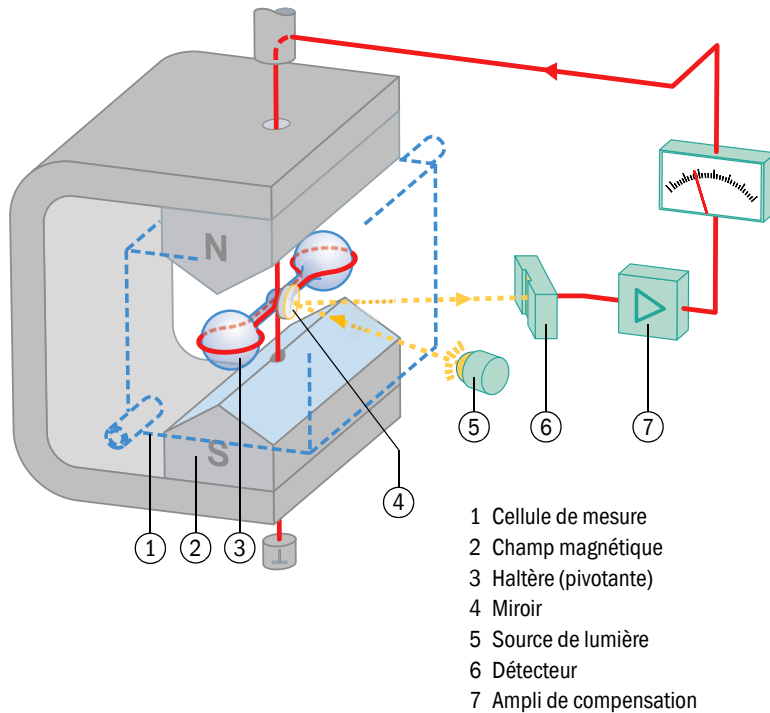 N
S
1
2
3
4
5
6
7
1 Cellule de mesure
2 Champ magnétique
3 Haltère (pivotante)
4 Miroir
5 Source de lumière
6 Détecteur
7 Ampli de compensation